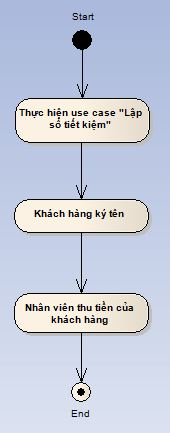 Start
Thực hiện use case "Lập
sổ tiết kiệm"
Khách hàng ký tên
Nhân viên thu tiền của
khách hàng
End